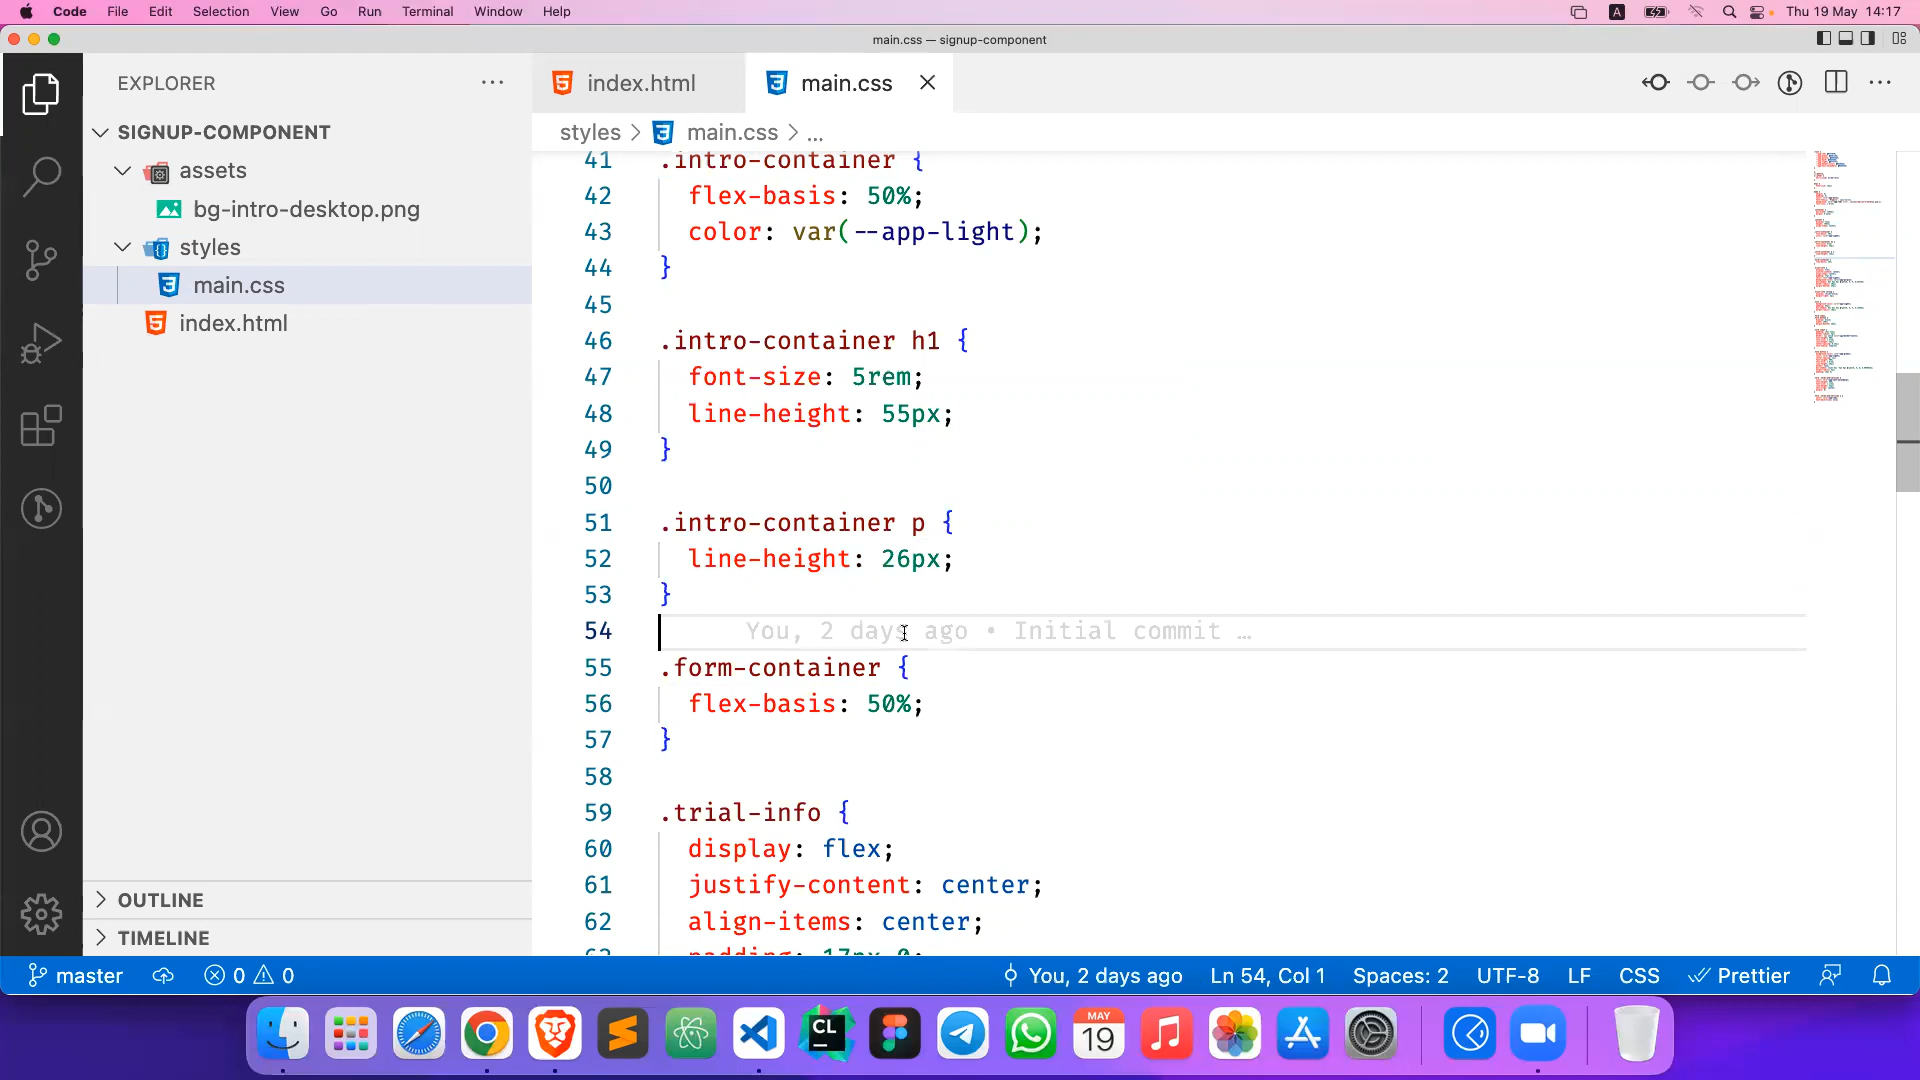 Code File Edit Selection View Go Run Terminal Window Help
A Thu 19 May 14:17
main.css — signup-component
EXPLORER
SIGNUP-COMPONENT
assets
bg-intro-desktop.png
styles
main.css
index.html
OUTLINE
TIMELINE
index.html main.css
styles > main.css > ...
41 .intro-container {
42 flex-basis: 50%;
43 color: var(--app-light);
44 }
45
46 .intro-container h1 {
47 font-size: 5rem;
48 line-height: 55px;
49 }
50
51 .intro-container p {
52 line-height: 26px;
53 }
54 You, 2 days ago • Initial commit …
55 .form-container {
56 flex-basis: 50%;
57 }
58
59 .trial-info {
60 display: flex;
61 justify-content: center;
62 align-items: center;
63 padding: 17px 0;
master 0 0 You, 2 days ago Ln 54, Col 1 Spaces: 2 UTF-8 LF CSS Prettier
CL
MAY
19